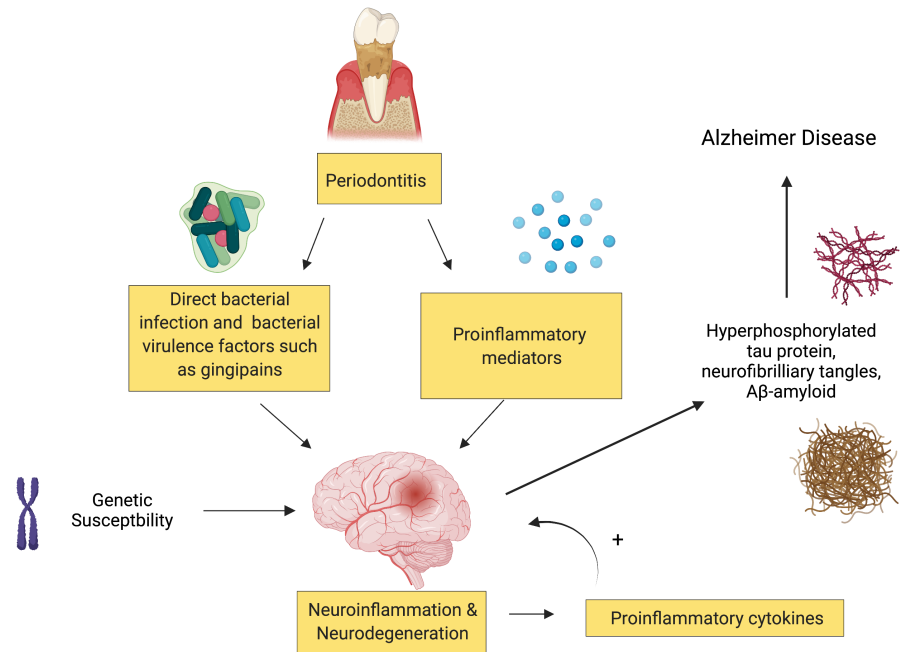 Alzheimer Disease
Periodontitis
Direct bacterial
infection and bacterial
virulence factors such
as gingipains
Proinflammatory
mediators
Hyperphosphorylated
tau protein,
neurofibrilliary tangles,
Aβ-amyloid
Genetic
Susceptbility
+
Neuroinflammation &
Neurodegeneration
Proinflammatory cytokines